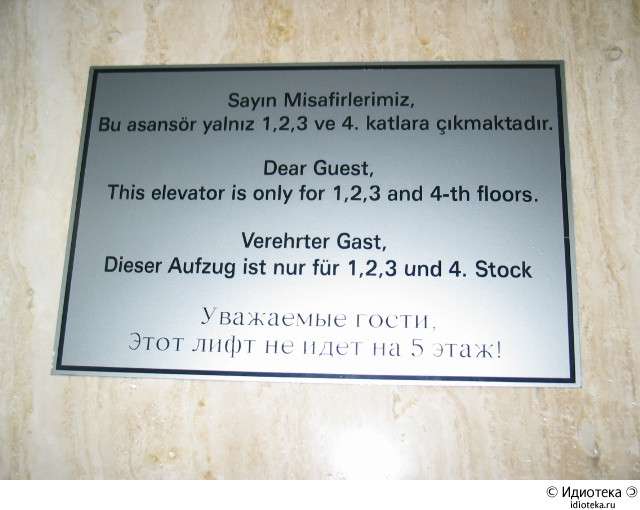 Sayın Misafirlerimiz,
Bu asansör yalnız 1,2,3 ve 4. katlara çıkmaktadır.
Dear Guest,
This elevator is only for 1,2,3 and 4-th floors.
Verehrter Gast,
Dieser Aufzug ist nur für 1,2,3 und 4. Stock
Уважаемые гости,
Этот лифт не идет на 5 этаж!
© Идиотека Ͽ
idioteka.ru